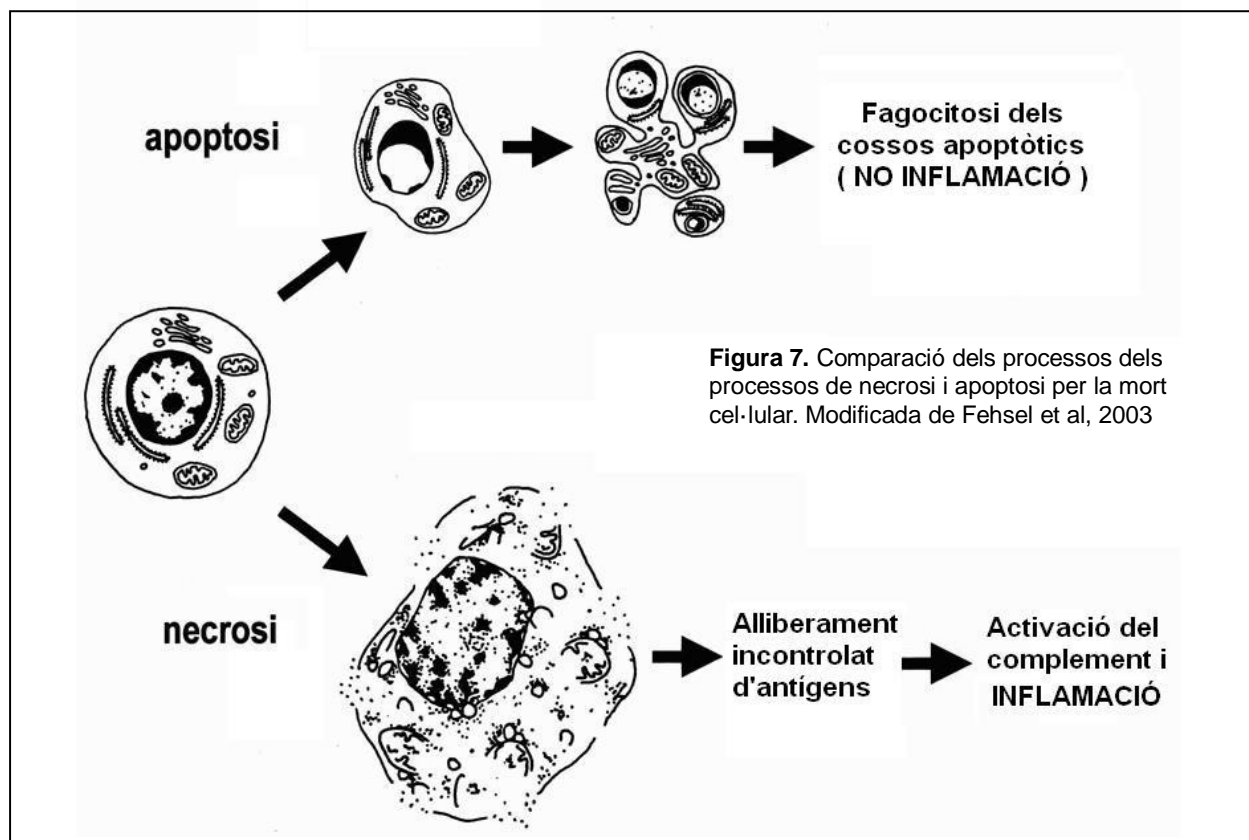 apoptosi
Fagocitosi dels
cossos apoptòtics
( NO INFLAMACIÓ )
Figura 7. Comparació dels processos dels
processos de necrosi i apoptosi per la mort
cel·lular. Modificada de Fehsel et al, 2003
necrosi
Alliberament
incontrolat
d'antígens
Activació del
complement i
INFLAMACIÓ